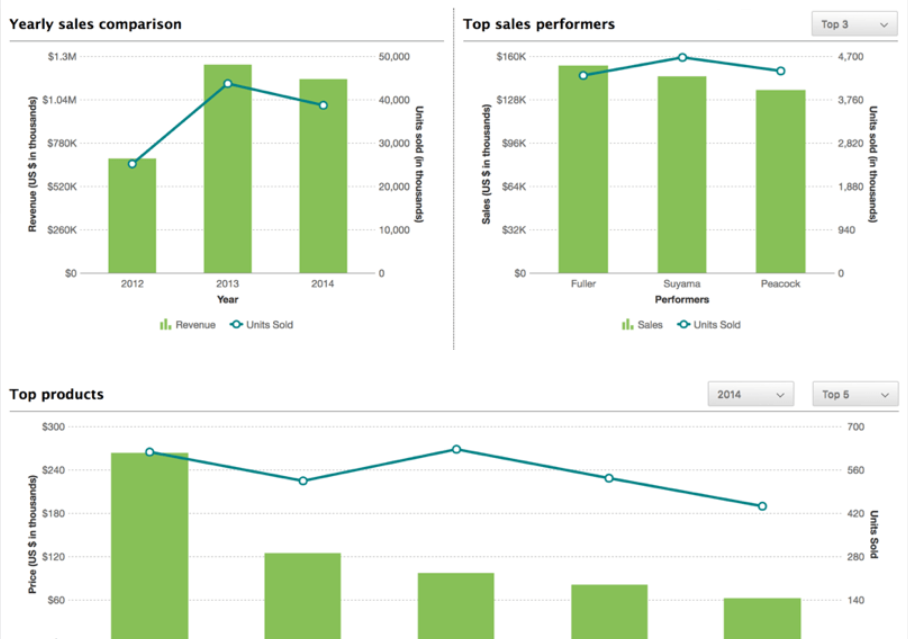 Yearly sales comparison
$1.3M
$1.04M
$780K
$520K
$260K
$0
Revenue (US $ in thousands)
50,000
40,000
30,000
20,000
10,000
0
Units sold (in thousands)
2012 2013 2014
Year
Revenue Units Sold
Top sales performers
Top 3
$160K
$128K
$96K
$64K
$32K
$0
Sales (US $ in thousands)
4,700
3,760
2,820
1,880
940
0
Units sold (in thousands)
Fuller Suyama Peacock
Performers
Sales Units Sold
Top products
2014
Top 5
$300
$240
$180
$120
$60
Price (US $ in thousands)
700
560
420
280
140
Units Sold